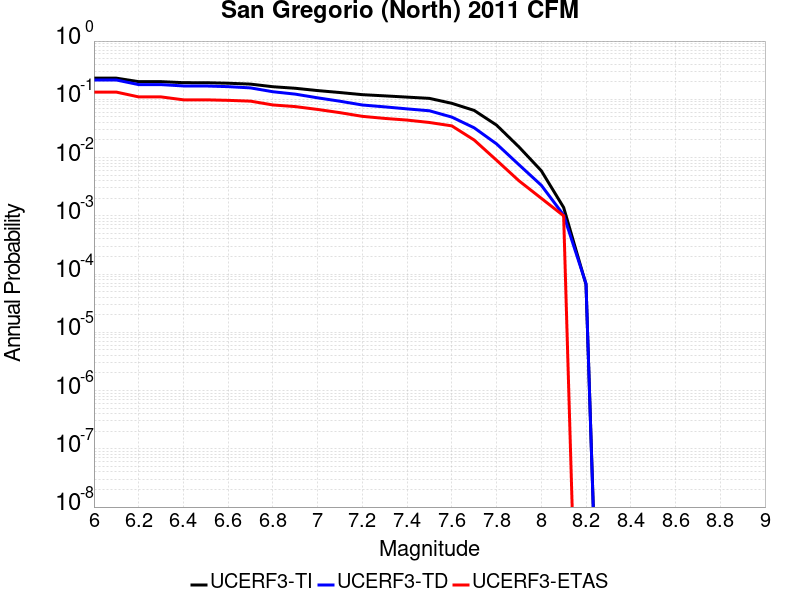 San Gregorio (North) 2011 CFM
10^0
10^-1
10^-2
10^-3
10^-4
10^-5
10^-6
10^-7
10^-8
Annual Probability
6 6.2 6.4 6.6 6.8 7 7.2 7.4 7.6 7.8 8 8.2 8.4 8.6 8.8 9
Magnitude
UCERF3-TI UCERF3-TD UCERF3-ETAS